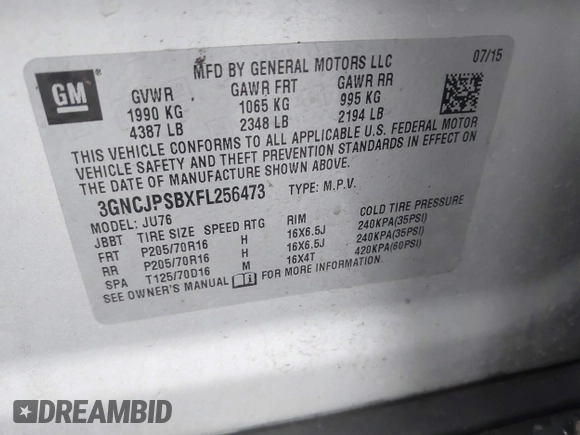 MFD BY GENERAL MOTORS LLC 07/15
GM
GVWR GAWR FRT GAWR RR
1990 KG 1065 KG 995 KG
4387 LB 2348 LB 2194 LB
THIS VEHICLE CONFORMS TO ALL APPLICABLE U.S. FEDERAL MOTOR
VEHICLE SAFETY AND THEFT PREVENTION STANDARDS IN EFFECT ON
THE DATE OF MANUFACTURE SHOWN ABOVE.
3GNCJPSBXFL256473 TYPE: M.P.V.
MODEL: JU76
JBBT TIRE SIZE SPEED RTG RIM COLD TIRE PRESSURE
FRT P205/70R16 H 16X6.5J 240KPA(35PSI)
RR P205/70R16 H 16X6.5J 240KPA(35PSI)
SPA T125/70D16 M 16X4T 420KPA(60PSI)
SEE OWNER'S MANUAL FOR MORE INFORMATION.
DREAMBID